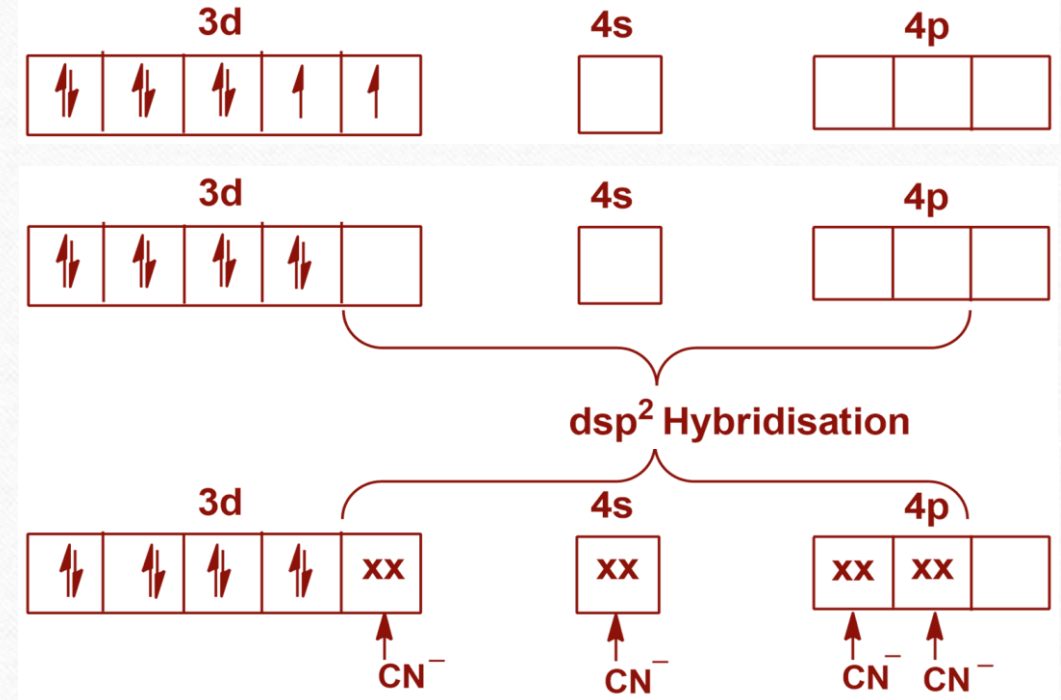 3d 4s 4p
3d 4s 4p
dsp² Hybridisation
3d 4s 4p
xx xx xx xx
CN⁻ CN⁻ CN⁻ CN⁻